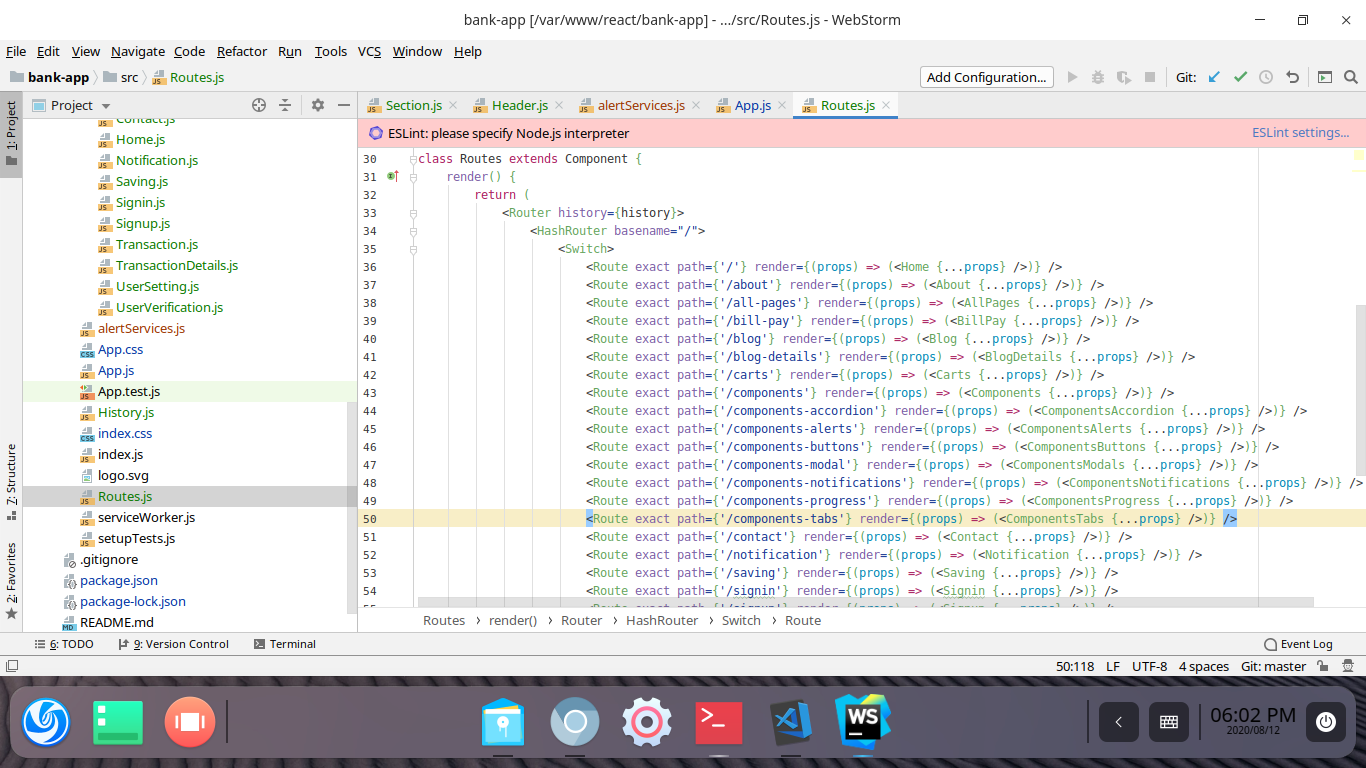 bank-app [/var/www/react/bank-app] - .../src/Routes.js - WebStorm
File Edit View Navigate Code Refactor Run Tools VCS Window Help
bank-app src Routes.js Add Configuration... Git:
1: Project
7: Structure
2: Favorites
Project
Contact.js
Home.js
Notification.js
Saving.js
Signin.js
Signup.js
Transaction.js
TransactionDetails.js
UserSetting.js
UserVerification.js
alertServices.js
App.css
App.js
App.test.js
History.js
index.css
index.js
logo.svg
Routes.js
serviceWorker.js
setupTests.js
.gitignore
package.json
package-lock.json
README.md
Section.js Header.js alertServices.js App.js Routes.js
ESLint: please specify Node.js interpreter ESLint settings...
30 class Routes extends Component {
31 render() {
32 return (
33 <Router history={history}>
34 <HashRouter basename="/">
35 <Switch>
36 <Route exact path={'/'} render={(props) => (<Home {...props} />)} />
37 <Route exact path={'/about'} render={(props) => (<About {...props} />)} />
38 <Route exact path={'/all-pages'} render={(props) => (<AllPages {...props} />)} />
39 <Route exact path={'/bill-pay'} render={(props) => (<BillPay {...props} />)} />
40 <Route exact path={'/blog'} render={(props) => (<Blog {...props} />)} />
41 <Route exact path={'/blog-details'} render={(props) => (<BlogDetails {...props} />)} />
42 <Route exact path={'/carts'} render={(props) => (<Carts {...props} />)} />
43 <Route exact path={'/components'} render={(props) => (<Components {...props} />)} />
44 <Route exact path={'/components-accordion'} render={(props) => (<ComponentsAccordion {...props} />)} />
45 <Route exact path={'/components-alerts'} render={(props) => (<ComponentsAlerts {...props} />)} />
46 <Route exact path={'/components-buttons'} render={(props) => (<ComponentsButtons {...props} />)} />
47 <Route exact path={'/components-modal'} render={(props) => (<ComponentsModals {...props} />)} />
48 <Route exact path={'/components-notifications'} render={(props) => (<ComponentsNotifications {...props} />)} />
49 <Route exact path={'/components-progress'} render={(props) => (<ComponentsProgress {...props} />)} />
50 <Route exact path={'/components-tabs'} render={(props) => (<ComponentsTabs {...props} />)} />
51 <Route exact path={'/contact'} render={(props) => (<Contact {...props} />)} />
52 <Route exact path={'/notification'} render={(props) => (<Notification {...props} />)} />
53 <Route exact path={'/saving'} render={(props) => (<Saving {...props} />)} />
54 <Route exact path={'/signin'} render={(props) => (<Signin {...props} />)} />
Routes render() Router HashRouter Switch Route
6: TODO 9: Version Control Terminal Event Log
50:118 LF UTF-8 4 spaces Git: master
WS
06:02 PM
2020/08/12